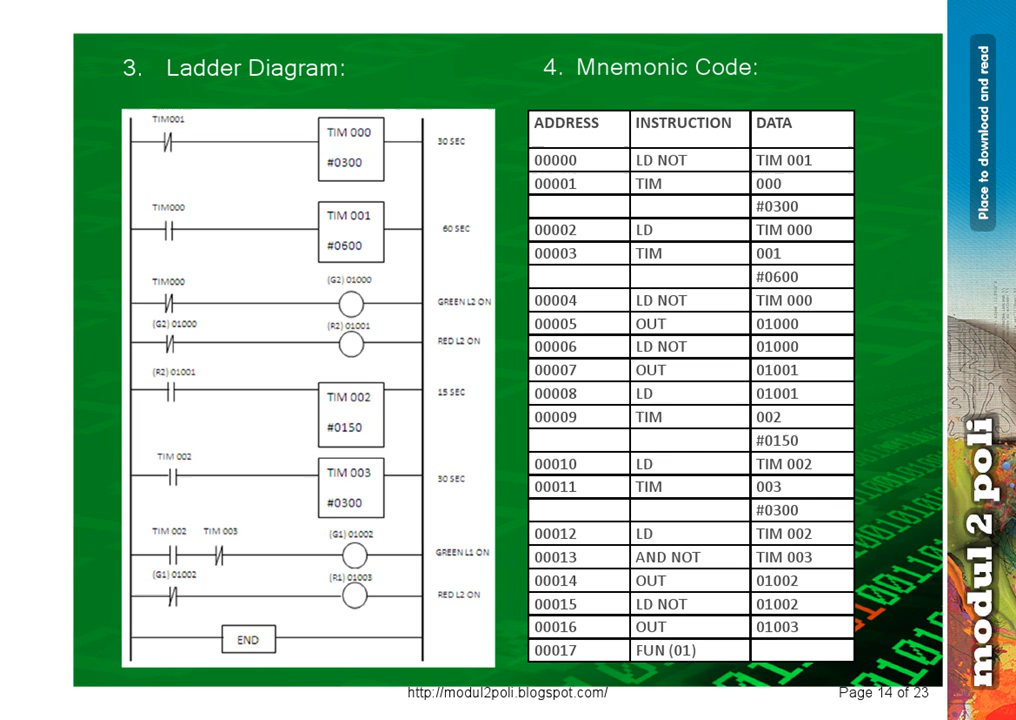 3. Ladder Diagram:
TIM001
TIM 000
#0300
30 SEC
TIM000
TIM 001
#0600
60 SEC
TIM000
(G2) 01000
GREEN L2 ON
(G2) 01000
(R2) 01001
RED L2 ON
(R2) 01001
TIM 002
#0150
15 SEC
TIM 002
TIM 003
#0300
30 SEC
TIM 002 TIM 003
(G1) 01002
GREEN L1 ON
(G1) 01002
(R1) 01003
RED L2 ON
END
4. Mnemonic Code:
ADDRESS INSTRUCTION DATA
00000 LD NOT TIM 001
00001 TIM 000
#0300
00002 LD TIM 000
00003 TIM 001
#0600
00004 LD NOT TIM 000
00005 OUT 01000
00006 LD NOT 01000
00007 OUT 01001
00008 LD 01001
00009 TIM 002
#0150
00010 LD TIM 002
00011 TIM 003
#0300
00012 LD TIM 002
00013 AND NOT TIM 003
00014 OUT 01002
00015 LD NOT 01002
00016 OUT 01003
00017 FUN (01)
http://modul2poli.blogspot.com/
Page 14 of 23
Place to download and read
modul 2 poli